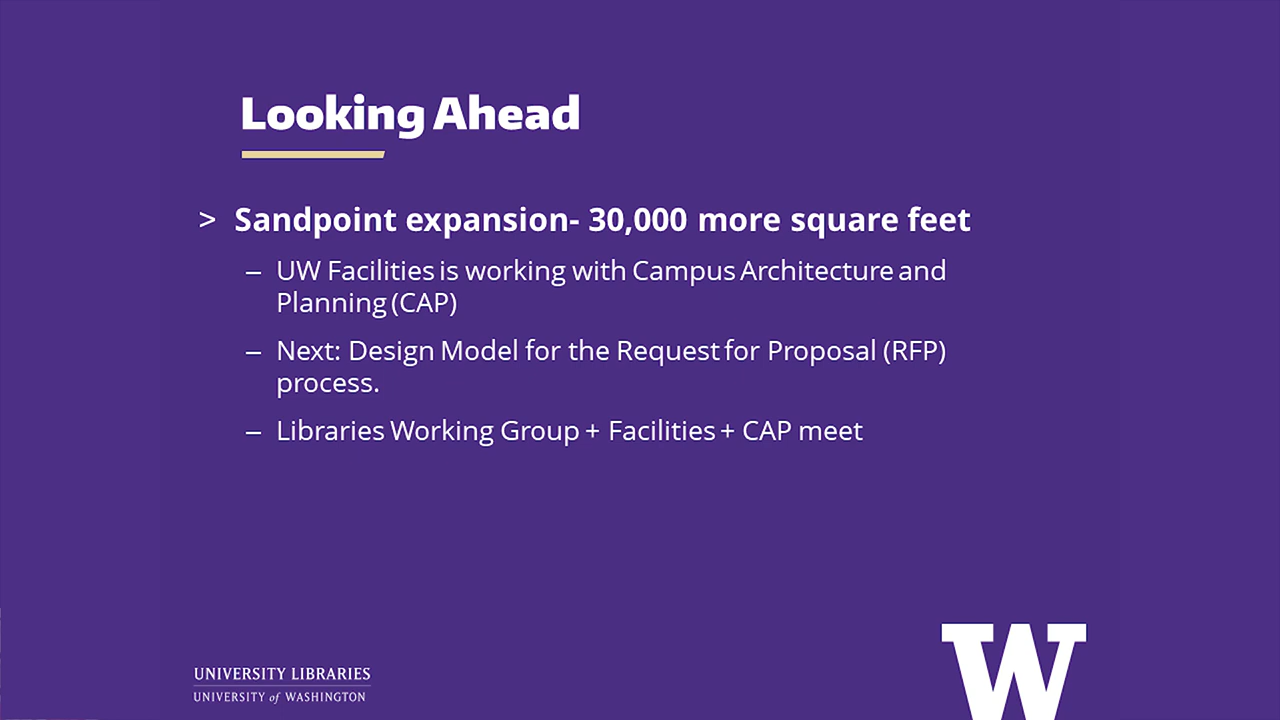 Looking Ahead
> Sandpoint expansion- 30,000 more square feet
– UW Facilities is working with Campus Architecture and
Planning (CAP)
– Next: Design Model for the Request for Proposal (RFP)
process.
– Libraries Working Group + Facilities + CAP meet
UNIVERSITY LIBRARIES
UNIVERSITY of WASHINGTON
W